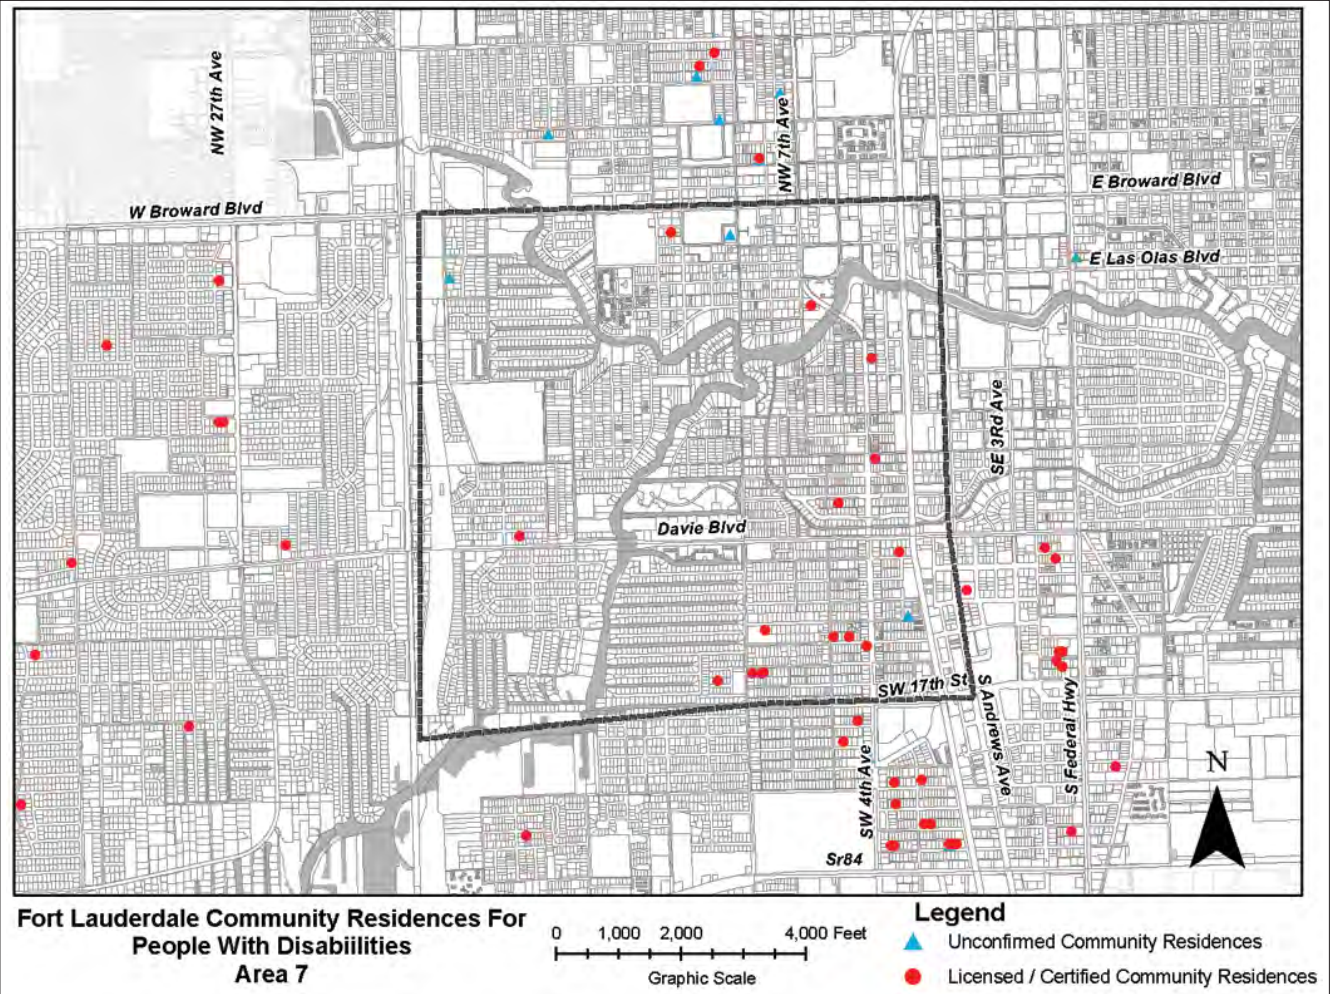 NW 27th Ave
NW 7th Ave
E Broward Blvd
W Broward Blvd
E Las Olas Blvd
SE 3Rd Ave
Davie Blvd
SW 17th St
S Andrews Ave
S Federal Hwy
SW 4th Ave
Sr84
N
Fort Lauderdale Community Residences For
People With Disabiilities
Area 7
0 1,000 2,000 4,000 Feet
Graphic Scale
Legend
Unconfirmed Community Residences
Licensed / Certified Community Residences